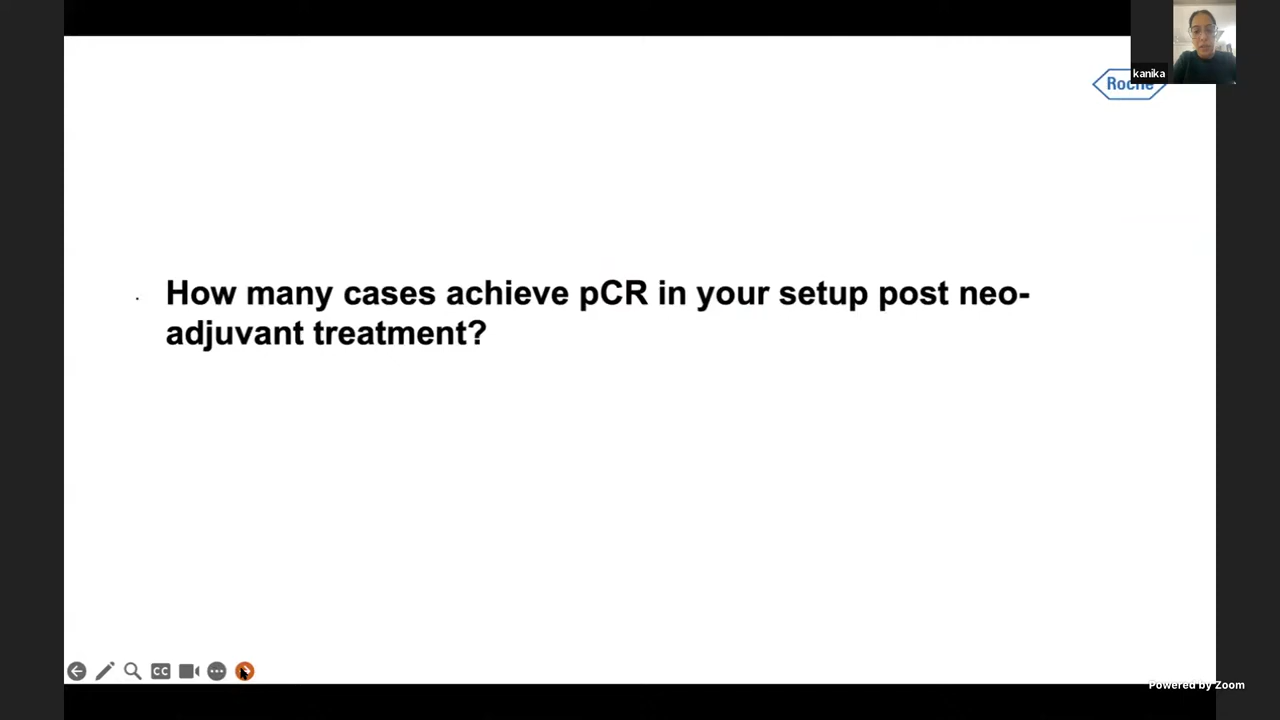 kanika
Roche
How many cases achieve pCR in your setup post neo-
adjuvant treatment?
CC
Powered by Zoom